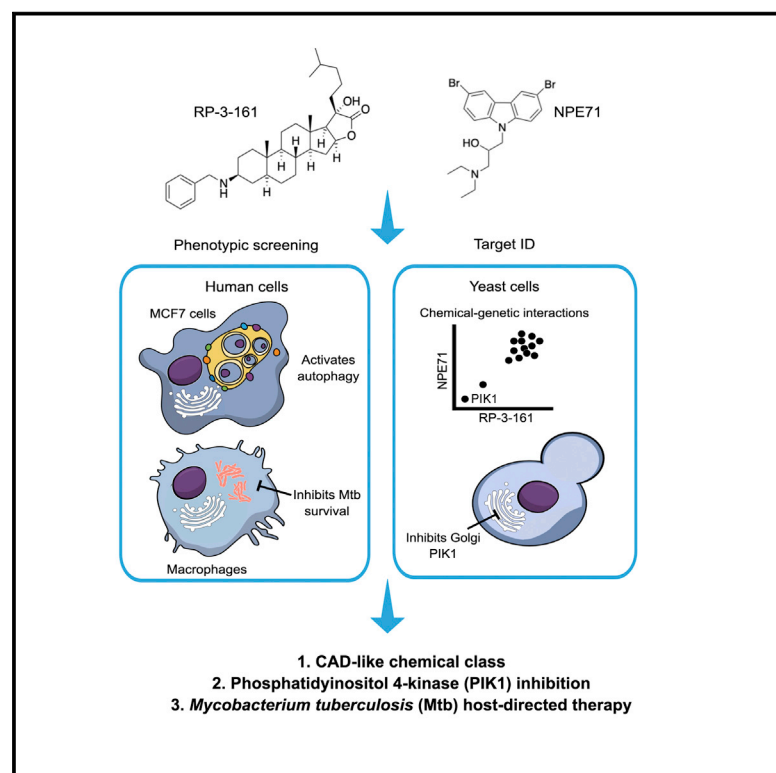 RP-3-161
OH
O
O
H
H
H
H
N
H
Br
Br
N
HO
N
NPE71
Phenotypic screening
Target ID
Human cells
MCF7 cells
Activates
autophagy
Inhibits Mtb
survival
Macrophages
Yeast cells
Chemical-genetic interactions
NPE71
PIK1
RP-3-161
Inhibits Golgi
PIK1
1. CAD-like chemical class
2. Phosphatidyinositol 4-kinase (PIK1) inhibition
3. Mycobacterium tuberculosis (Mtb) host-directed therapy